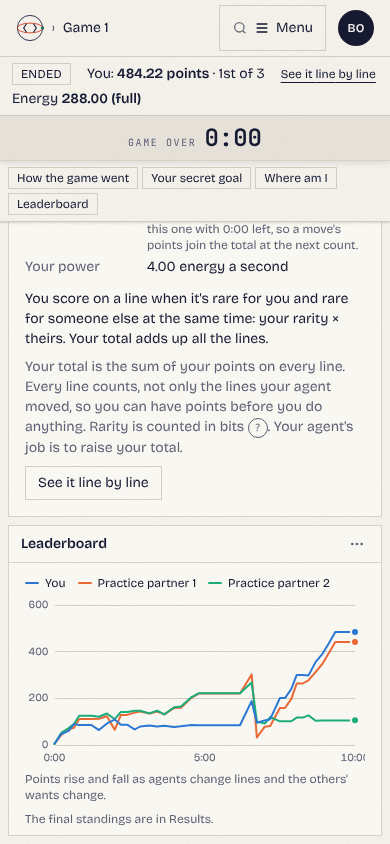 › Game 1
Menu
BO
ENDED You: 484.22 points · 1st of 3 See it line by line
Energy 288.00 (full)
GAME OVER 0:00
How the game went Your secret goal Where am I
Leaderboard
this one with 0:00 left, so a move's
points join the total at the next count.
Your power 4.00 energy a second
You score on a line when it's rare for you and rare
for someone else at the same time: your rarity ×
theirs. Your total adds up all the lines.
Your total is the sum of your points on every line.
Every line counts, not only the lines your agent
moved, so you can have points before you do
anything. Rarity is counted in bits ?. Your agent's
job is to raise your total.
See it line by line
Leaderboard
You Practice partner 1 Practice partner 2
600
400
200
0
0:00 5:00 10:00
Points rise and fall as agents change lines and the others'
wants change.
The final standings are in Results.